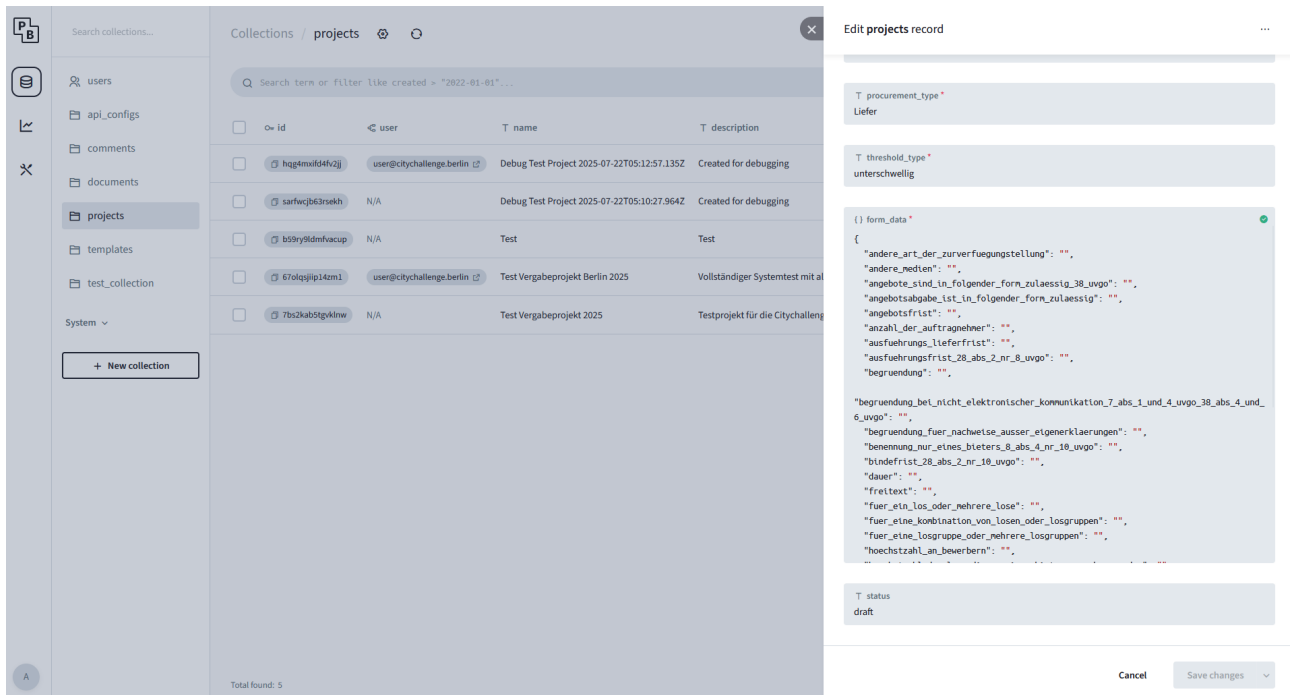 PB
Search collections...
users
api_configs
comments
documents
projects
templates
test_collection
System
+ New collection
A
Collections / projects
Search term or filter like created > "2022-01-01"...
id user name description
hqg4mxifd4fv2jj user@citychallenge.berlin Debug Test Project 2025-07-22T05:12:57.135Z Created for debugging
sarfwcjb63rsekh N/A Debug Test Project 2025-07-22T05:10:27.964Z Created for debugging
b59ry9ldmfvacup N/A Test Test
67olqsjiip14zm1 user@citychallenge.berlin Test Vergabeprojekt Berlin 2025 Vollständiger Systemtest mit al
7bs2kab5tgvklnw N/A Test Vergabeprojekt 2025 Testprojekt für die Citychalleng
Total found: 5
Edit projects record
...
T procurement_type *
Liefer
T threshold_type *
unterschwellig
{ } form_data *
{
"andere_art_der_zurverfuegungstellung": "",
"andere_medien": "",
"angebote_sind_in_folgender_form_zulaessig_38_uvgo": "",
"angebotsabgabe_ist_in_folgender_form_zulaessig": "",
"angebotsfrist": "",
"anzahl_der_auftragnehmer": "",
"ausfuehrungs_lieferfrist": "",
"ausfuehrungsfrist_28_abs_2_nr_8_uvgo": "",
"begruendung": "",
"begruendung_bei_nicht_elektronischer_kommunikation_7_abs_1_und_4_uvgo_38_abs_4_und_
6_uvgo": "",
"begruendung_fuer_nachweise_ausser_eigenerklaerungen": "",
"benennung_nur_eines_bieters_8_abs_4_nr_10_uvgo": "",
"bindefrist_28_abs_2_nr_10_uvgo": "",
"dauer": "",
"freitext": "",
"fuer_ein_los_oder_mehrere_lose": "",
"fuer_eine_kombination_von_losen_oder_losgruppen": "",
"fuer_eine_losgruppe_oder_mehrere_losgruppen": "",
"hoechstzahl_an_bewerbern": "",
T status
draft
Cancel Save changes